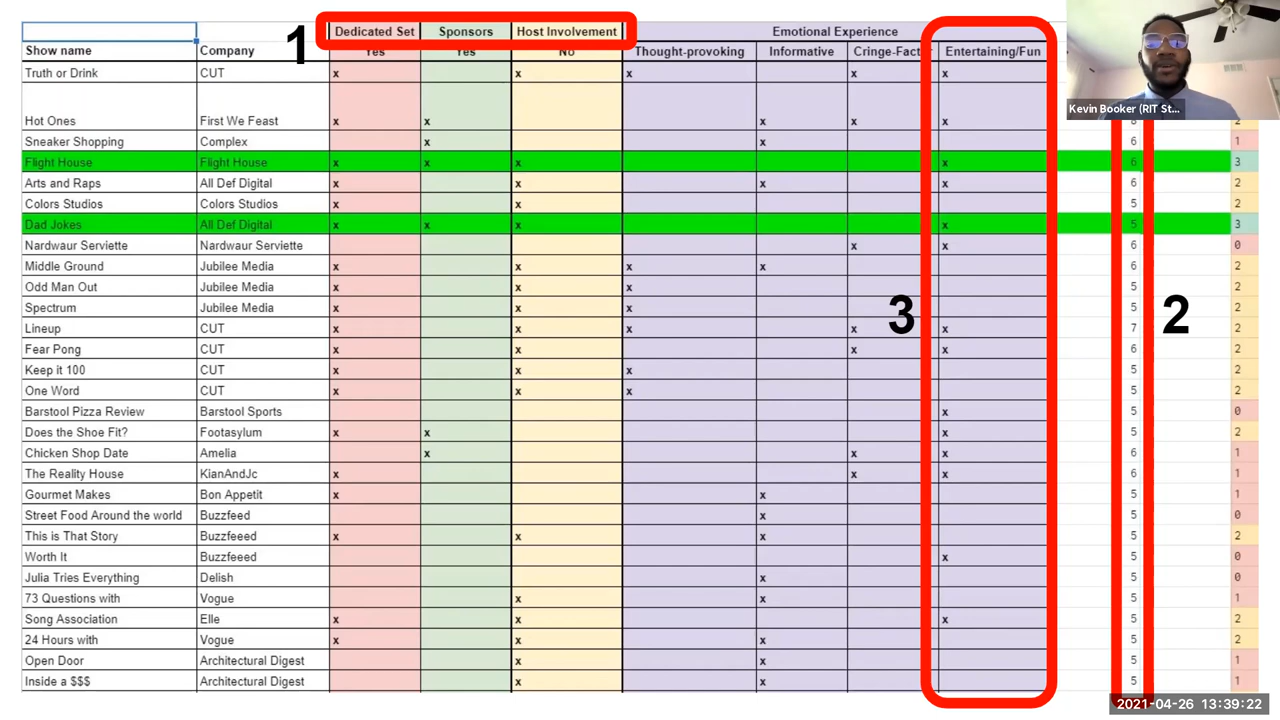 1
Dedicated Set Sponsors Host Involvement Emotional Experience
Show name Company Yes Yes No Thought-provoking Informative Cringe-Facto Entertaining/Fun
Truth or Drink CUT x x x x x
Kevin Booker (RIT St...
Hot Ones First We Feast x x x x x 8 2
Sneaker Shopping Complex x x 6 1
Flight House Flight House x x x x 6 3
Arts and Raps All Def Digital x x x x 6 2
Colors Studios Colors Studios x x 5 2
Dad Jokes All Def Digital x x x x 5 3
Nardwaur Serviette Nardwaur Serviette x x 6 0
Middle Ground Jubilee Media x x x x 6 2
Odd Man Out Jubilee Media x x x 5 2
Spectrum Jubilee Media x x x 5 2
3 2
Lineup CUT x x x x x 7 2
Fear Pong CUT x x x x 6 2
Keep it 100 CUT x x x 5 2
One Word CUT x x x 5 2
Barstool Pizza Review Barstool Sports x 5 0
Does the Shoe Fit? Footasylum x x x 5 2
Chicken Shop Date Amelia x x x 6 1
The Reality House KianAndJc x x x 6 1
Gourmet Makes Bon Appetit x x 5 1
Street Food Around the world Buzzfeed x 5 0
This is That Story Buzzfeeed x x x 5 2
Worth It Buzzfeeed x 5 0
Julia Tries Everything Delish x 5 0
73 Questions with Vogue x x 5 1
Song Association Elle x x x 5 2
24 Hours with Vogue x x x 5 2
Open Door Architectural Digest x x 5 1
Inside a $$$ Architectural Digest x x 5 1
2021-04-26 13:39:22